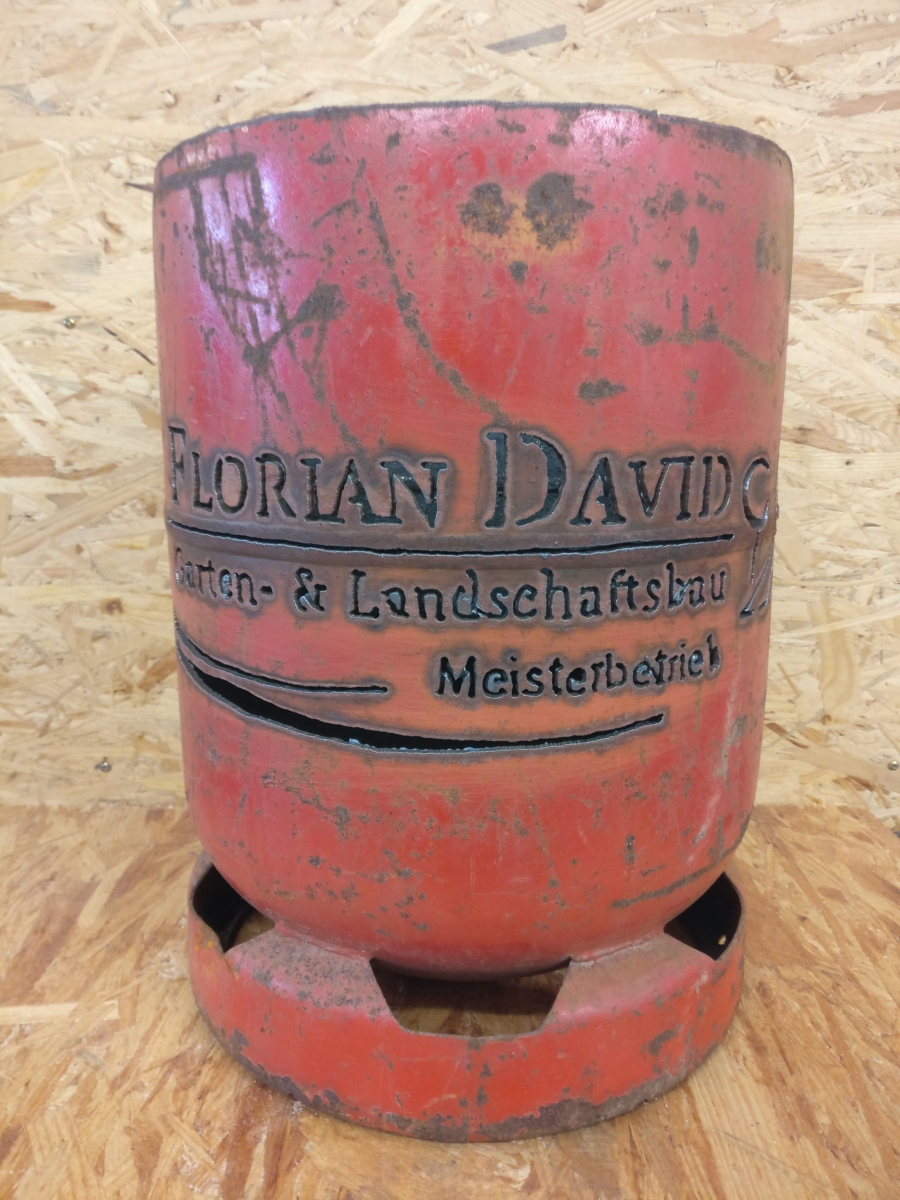 FLORIAN DAVID
Garten- & Landschaftsbau
Meisterbetrieb